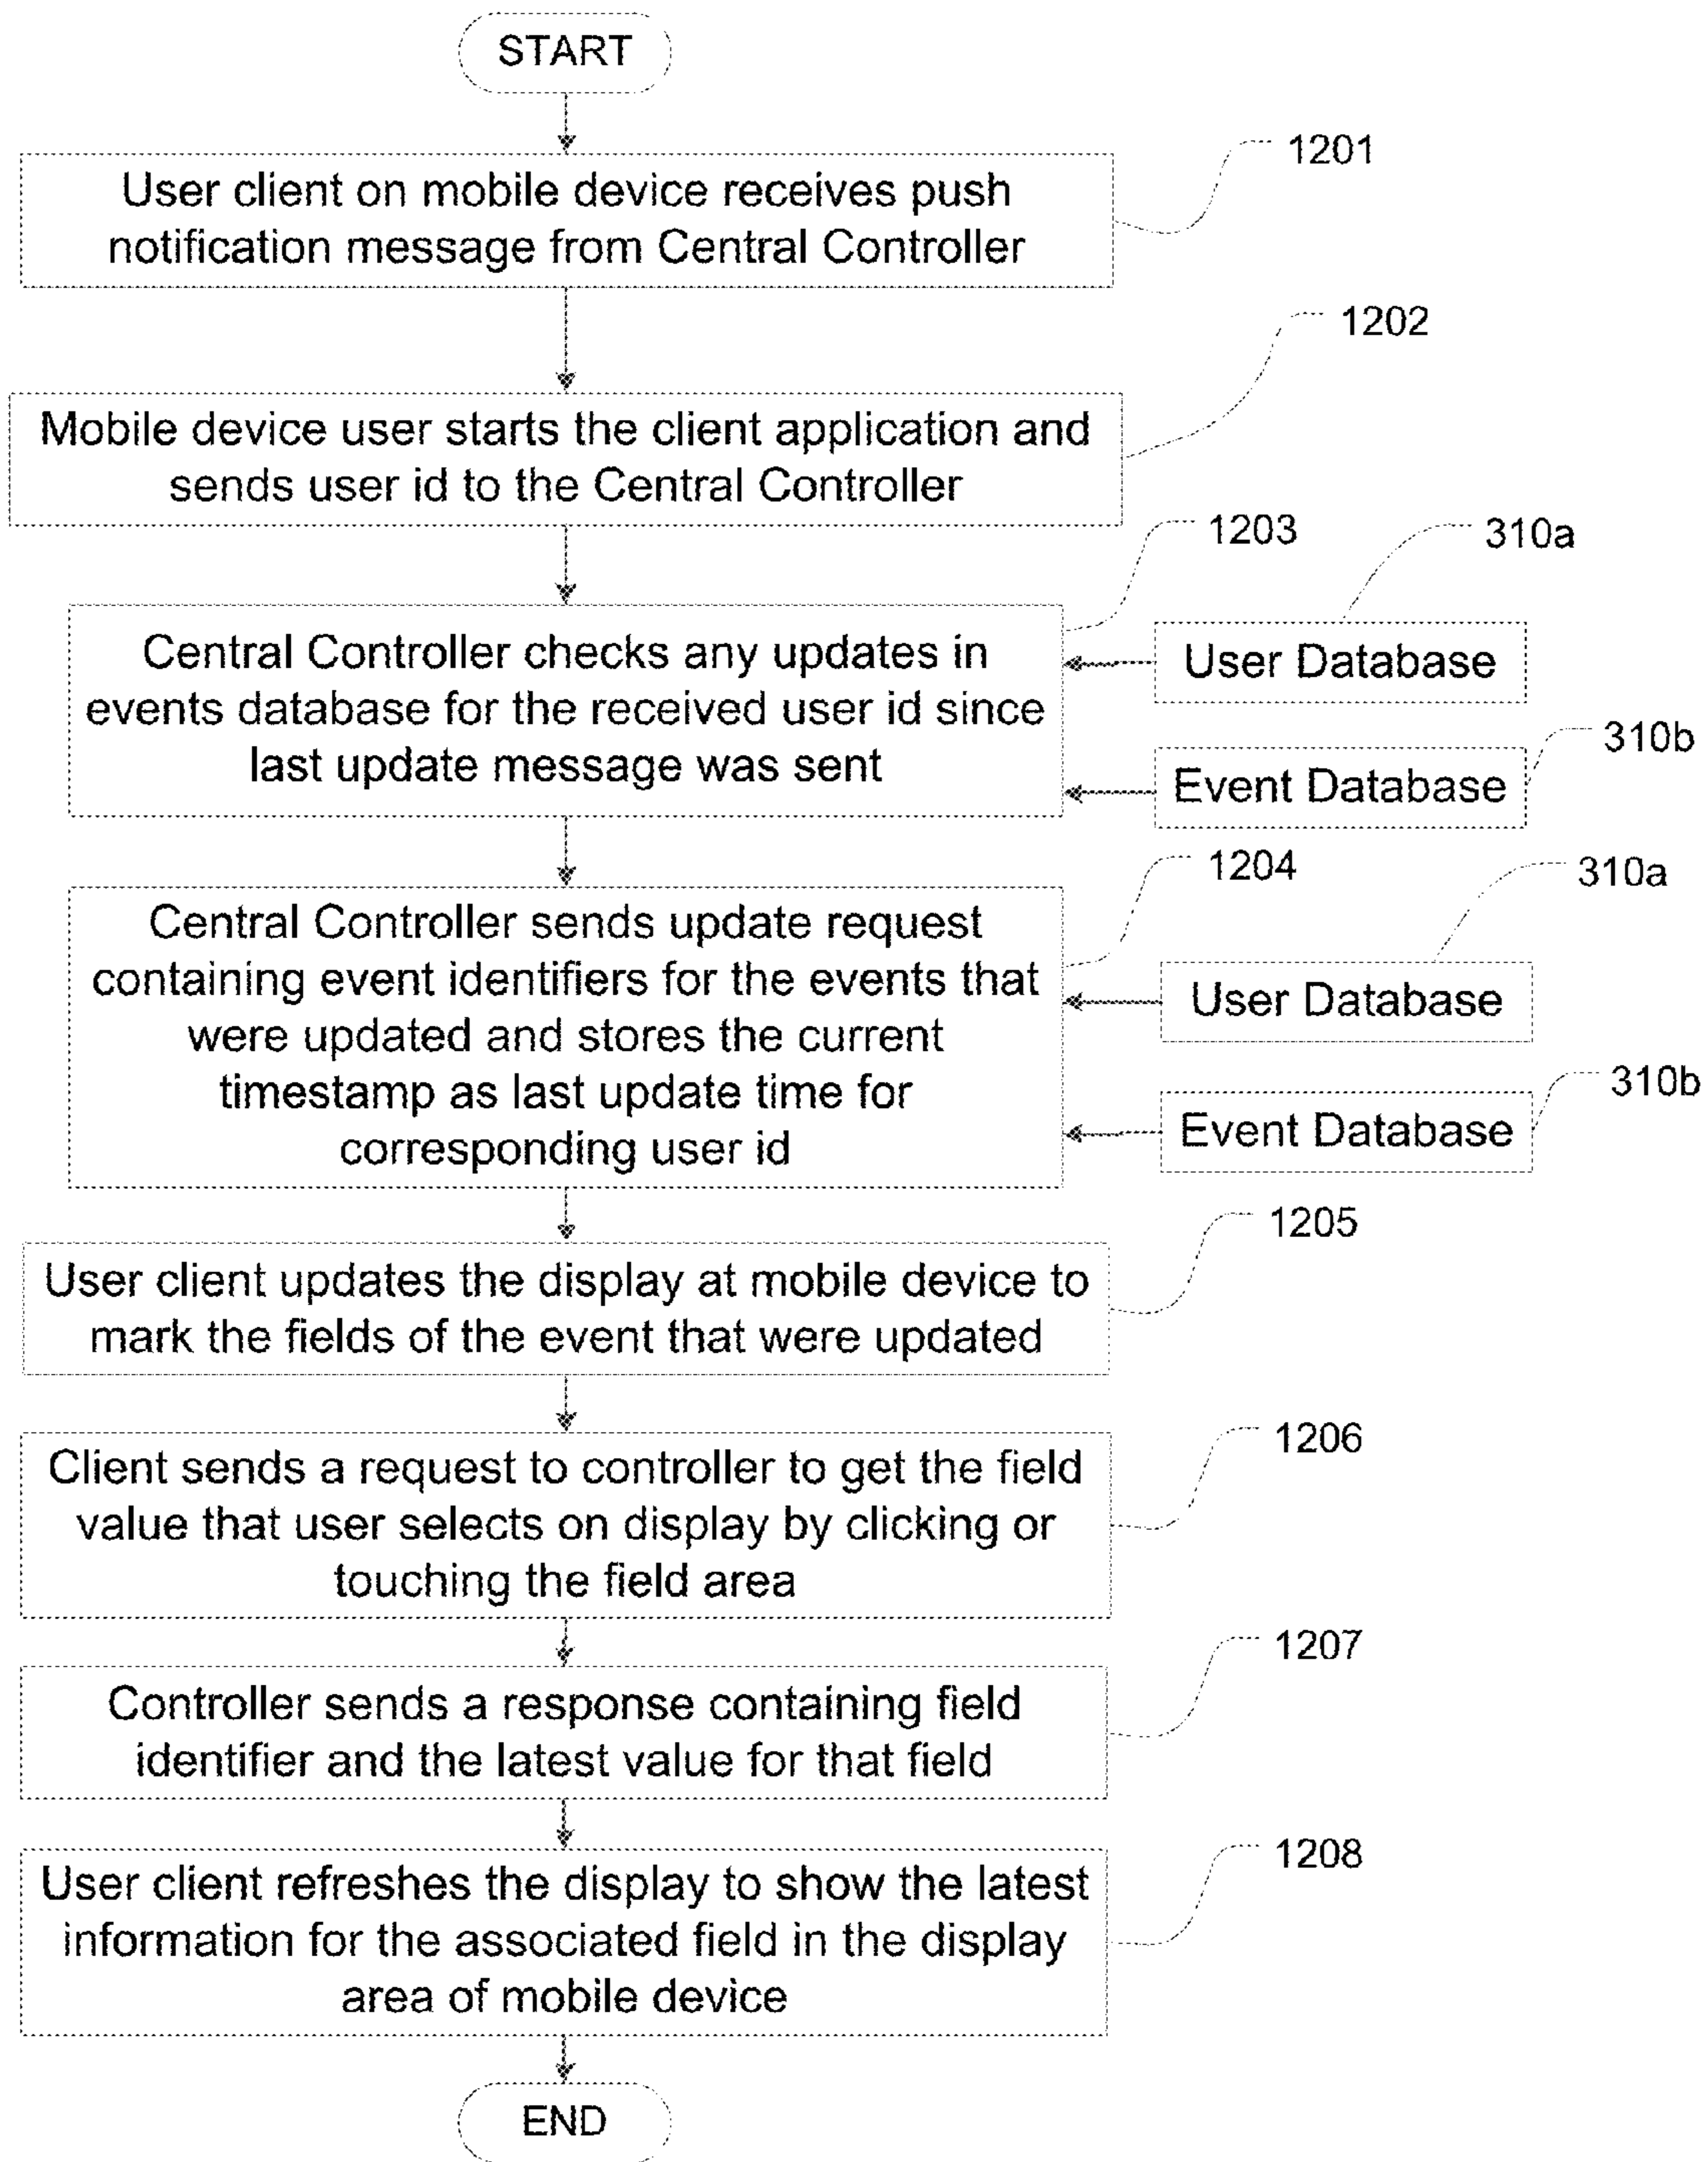 START
1201
User client on mobile device receives push
notification message from Central Controller
1202
Mobile device user starts the client application and
sends user id to the Central Controller
1203
310a
Central Controller checks any updates in
events database for the received user id since
last update message was sent
User Database
310b
Event Database
1204
310a
Central Controller sends update request
containing event identifiers for the events that
were updated and stores the current
timestamp as last update time for
corresponding user id
User Database
310b
Event Database
1205
User client updates the display at mobile device to
mark the fields of the event that were updated
1206
Client sends a request to controller to get the field
value that user selects on display by clicking or
touching the field area
1207
Controller sends a response containing field
identifier and the latest value for that field
1208
User client refreshes the display to show the latest
information for the associated field in the display
area of mobile device
END